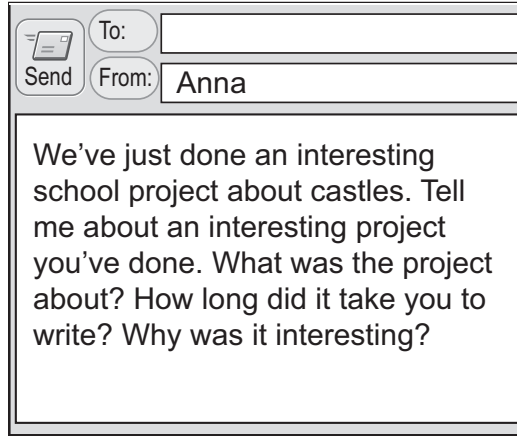 To:
Send
From:
Anna
We’ve just done an interesting
school project about castles. Tell
me about an interesting project
you’ve done. What was the project
about? How long did it take you to
write? Why was it interesting?